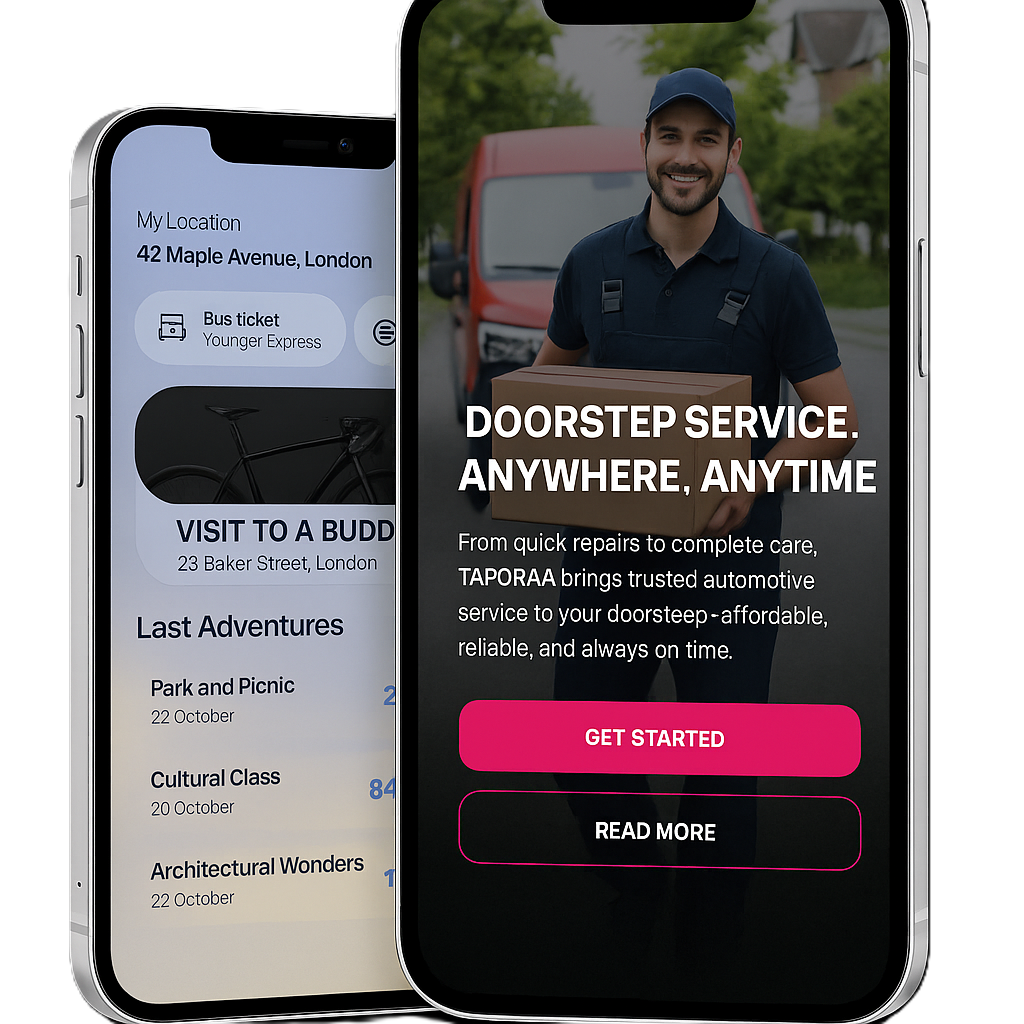 My Location
42 Maple Avenue, London
Bus ticket
Younger Express
VISIT TO A BUDD
23 Baker Street, London
Last Adventures
Park and Picnic
22 October
2
Cultural Class
20 October
84
Architectural Wonders
22 October
1
DOORSTEP SERVICE.
ANYWHERE, ANYTIME
From quick repairs to complete care,
TAPORAA brings trusted automotive
service to your doorsteep-affordable,
reliable, and always on time.
GET STARTED
READ MORE